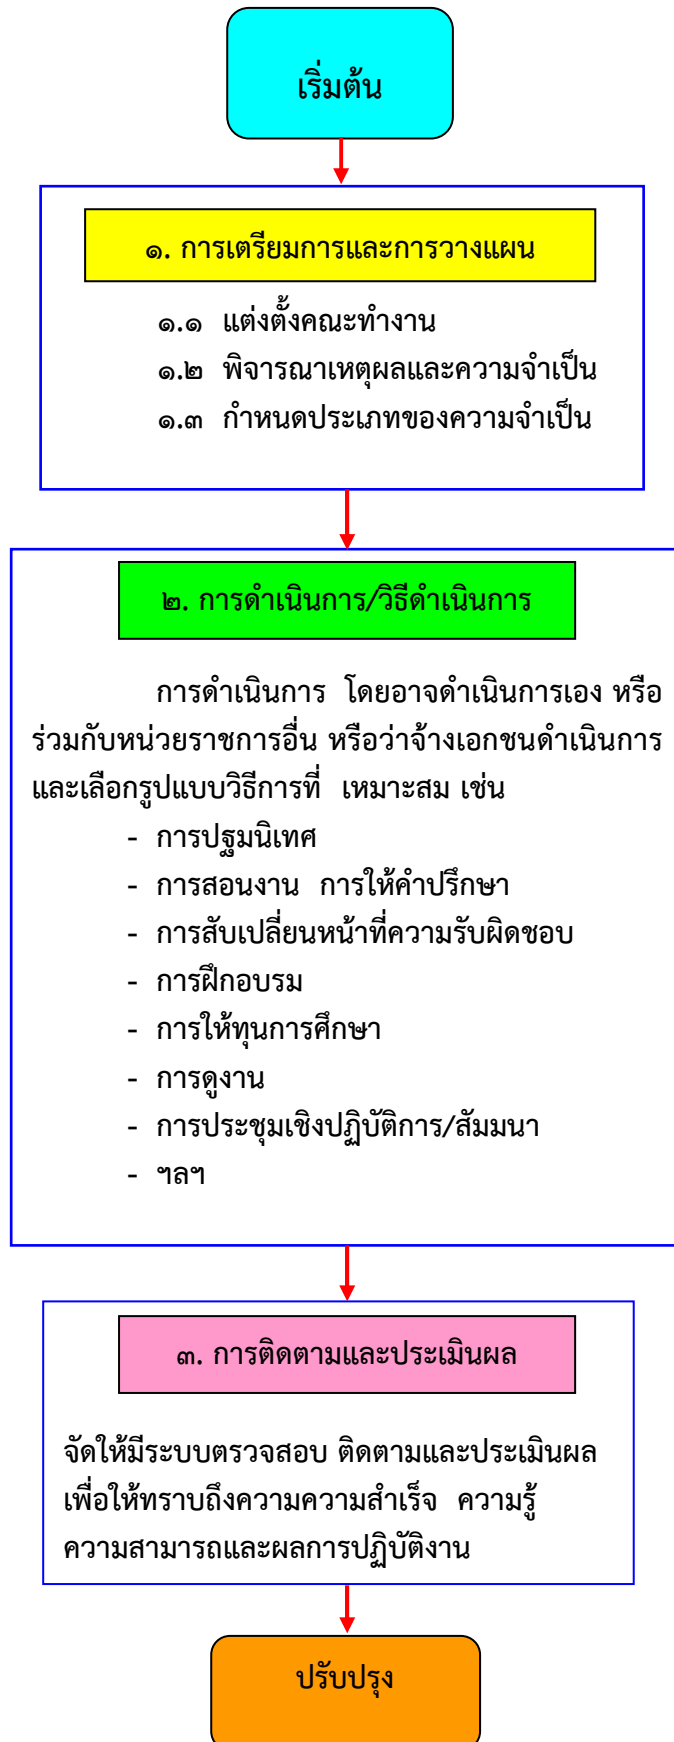 เริ่มต้น
๑. การเตรียมการและการวางแผน
๑.๑ แต่งตั้งคณะทำงาน
๑.๒ พิจารณาเหตุผลและความจำเป็น
๑.๓ กำหนดประเภทของความจำเป็น
๒. การดำเนินการ/วิธีดำเนินการ
การดำเนินการ โดยอาจดำเนินการเอง หรือ
ร่วมกับหน่วยราชการอื่น หรือว่าจ้างเอกชนดำเนินการ
และเลือกรูปแบบวิธีการที่ เหมาะสม เช่น
- การปฐมนิเทศ
- การสอนงาน การให้คำปรึกษา
- การสับเปลี่ยนหน้าที่ความรับผิดชอบ
- การฝึกอบรม
- การให้ทุนการศึกษา
- การดูงาน
- การประชุมเชิงปฏิบัติการ/สัมมนา
- ฯลฯ
๓. การติดตามและประเมินผล
จัดให้มีระบบตรวจสอบ ติดตามและประเมินผล
เพื่อให้ทราบถึงความความสำเร็จ ความรู้
ความสามารถและผลการปฏิบัติงาน
ปรับปรุง